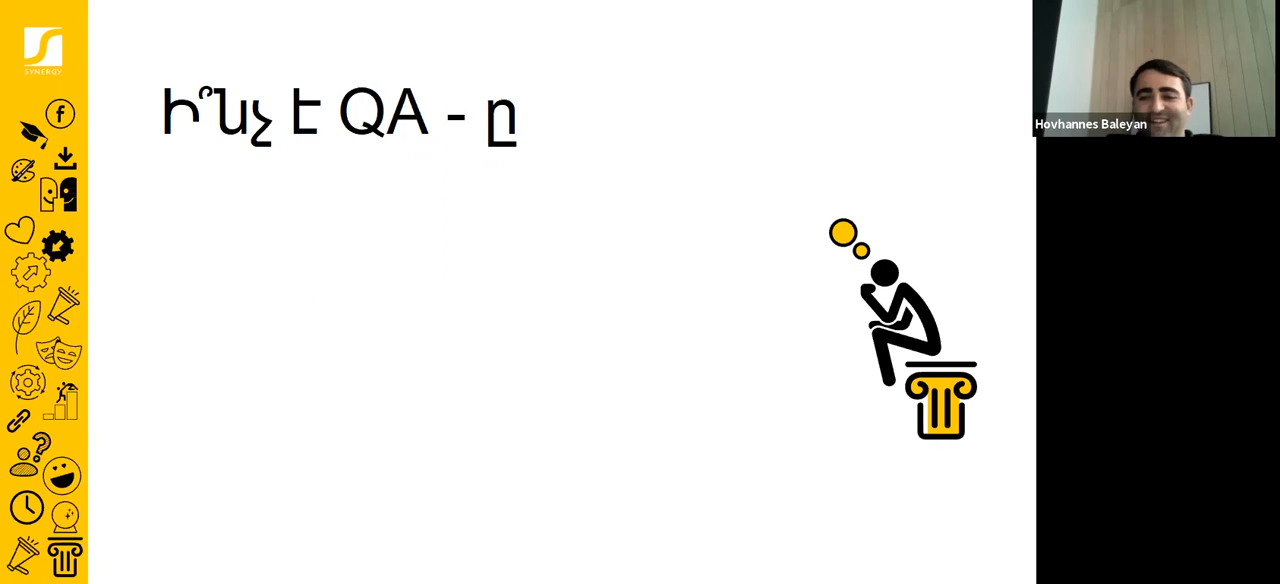 SYNERGY
Ի՞նչ է QA - ը
Hovhannes Baleyan